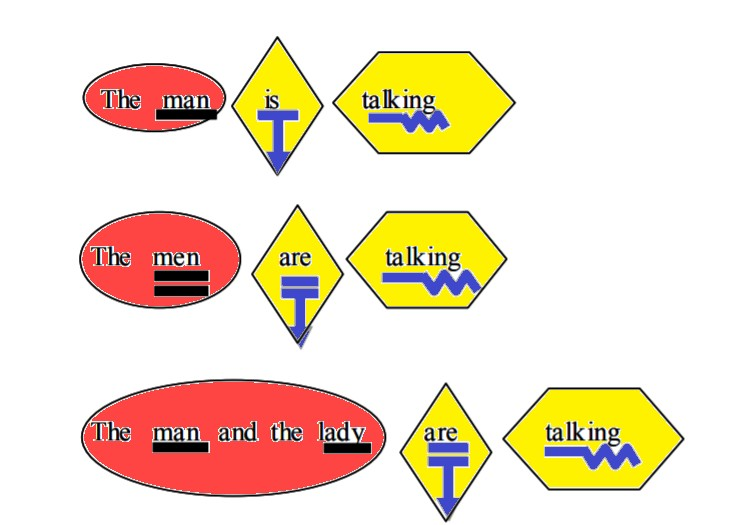 The man is talking
The men are talking
The man and the lady are talking